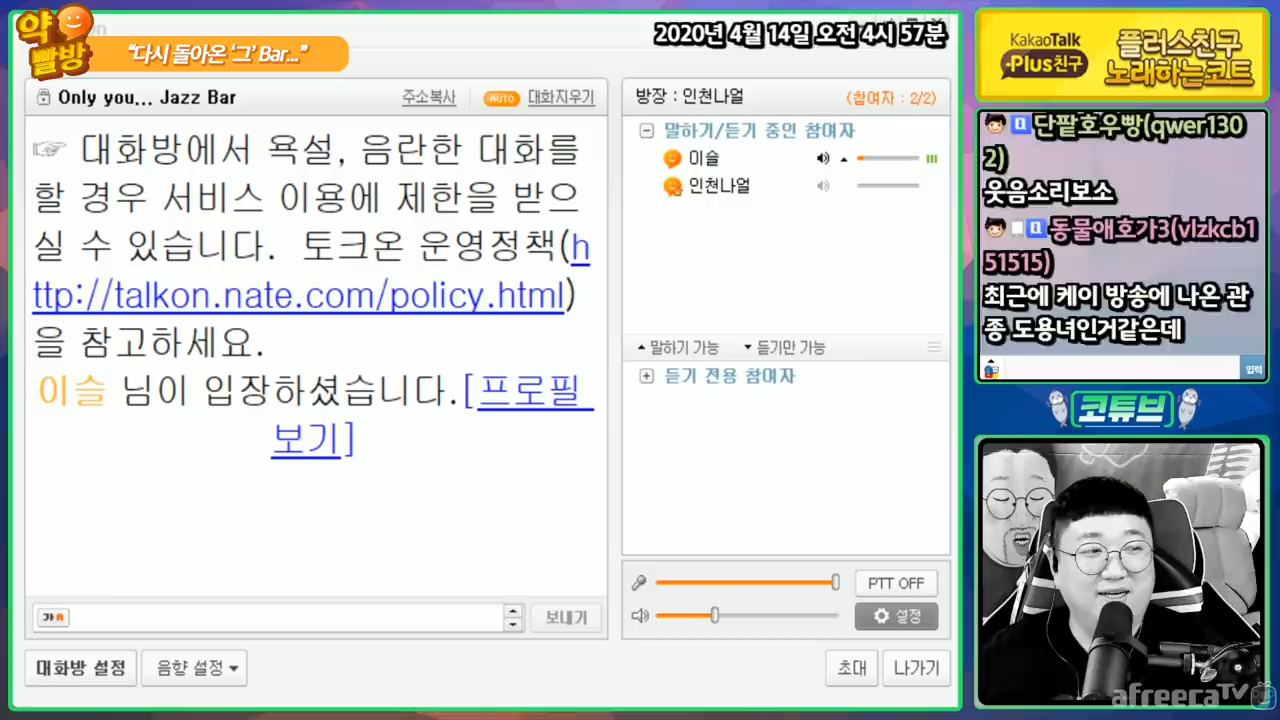 약빨방
"다시 돌아온 '그' Bar..."
2020년 4월 14일 오전 4시 57분
Only you... Jazz Bar
주소복사
AUTO 대화지우기
☞ 대화방에서 욕설, 음란한 대화를
할 경우 서비스 이용에 제한을 받으
실 수 있습니다. 토크온 운영정책(h
ttp://talkon.nate.com/policy.html)
을 참고하세요.
이슬 님이 입장하셨습니다.[프로필
보기]
가A
보내기
대화방 설정
음향 설정
방장 : 인천나얼
(참여자 : 2/2)
말하기/듣기 중인 참여자
이슬
인천나얼
말하기 가능
듣기만 가능
듣기 전용 참여자
PTT OFF
설정
초대
나가기
KakaoTalk
Plus친구
플러스친구
노래하는코트
단팥호우빵(qwer130
2)
웃음소리보소
동물애호가3(vlzkcb1
51515)
최근에 케이 방송에 나온 관
종 도용녀인거같은데
입력
코튜브
afreecaTV